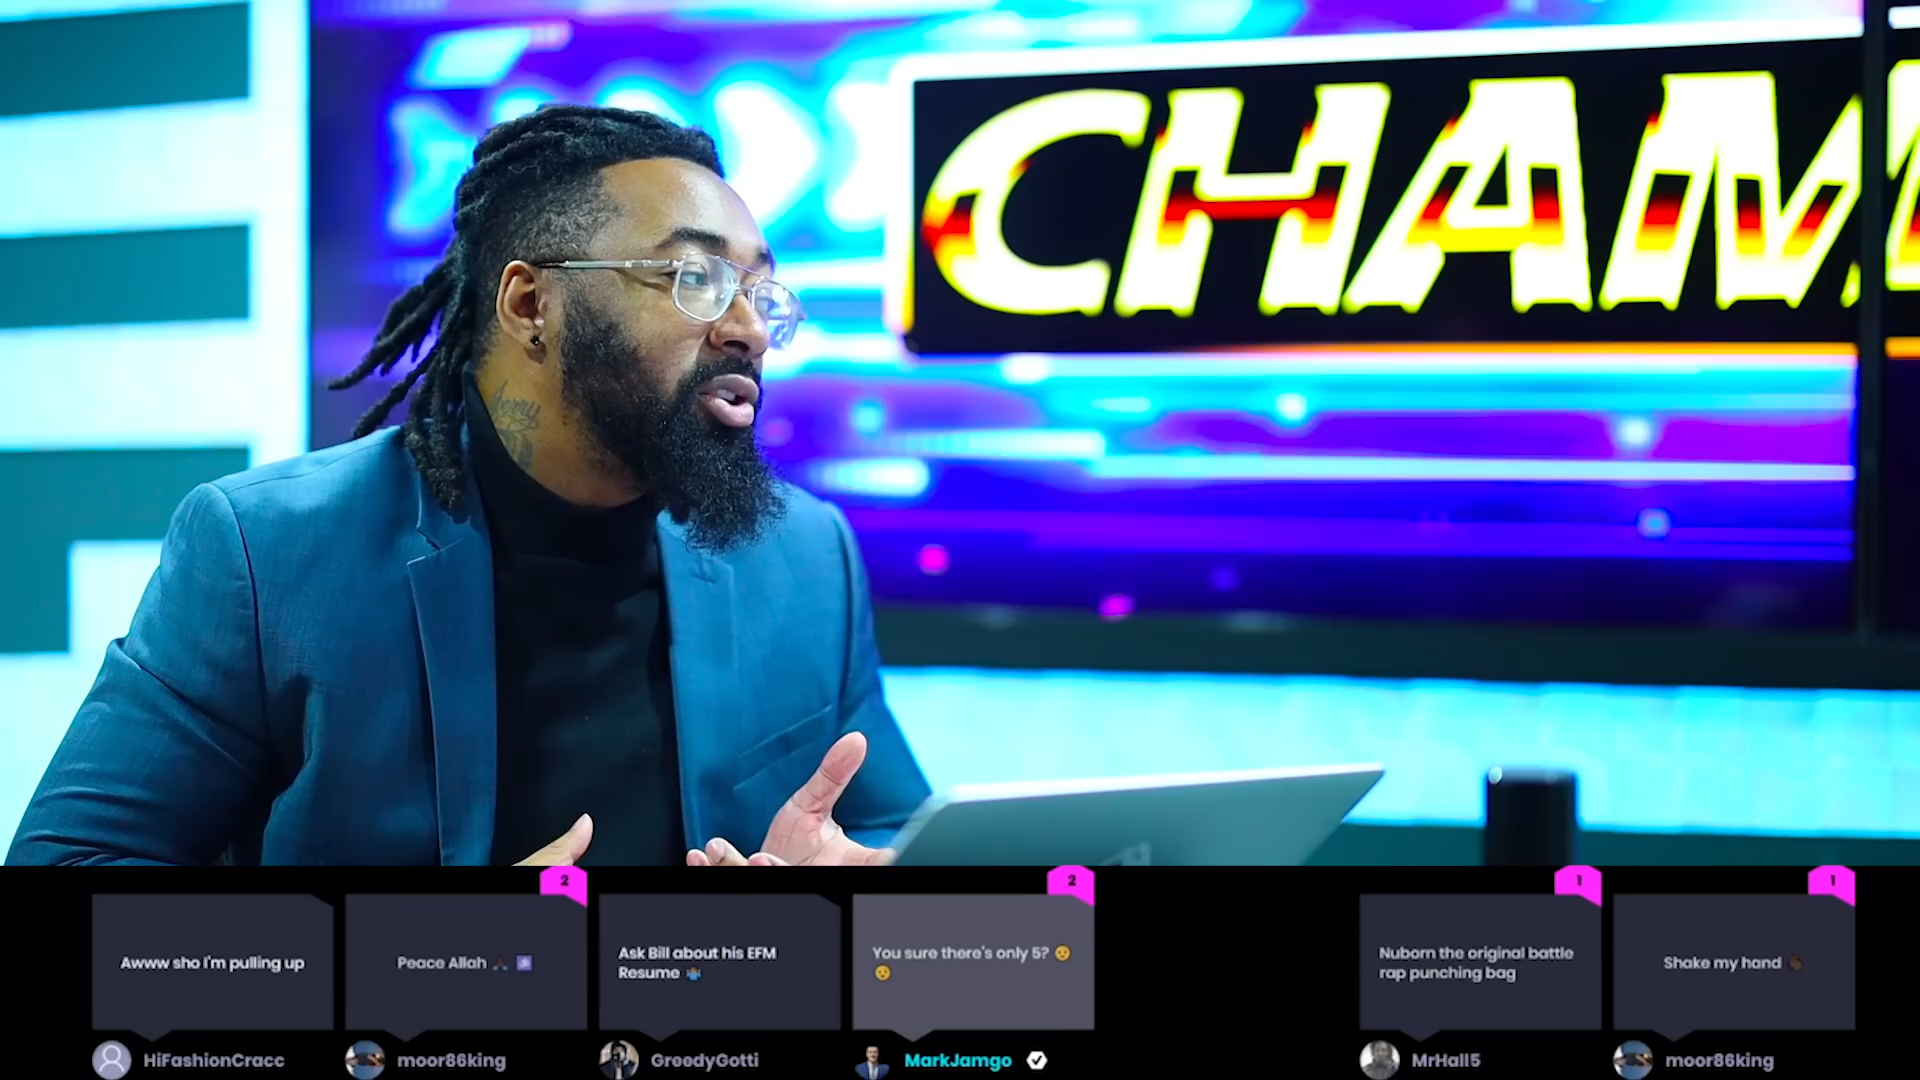 CHAM
2
2
1
1
Awww sho I'm pulling up
Peace Allah 🙏🏿 ⚛️
Ask Bill about his EFM
Resume 🤷🏽‍♂️
You sure there's only 5? 😟
😟
Nuborn the original battle
rap punching bag
Shake my hand
HiFashionCracc
moor86king
GreedyGotti
MarkJamgo
MrHall5
moor86king